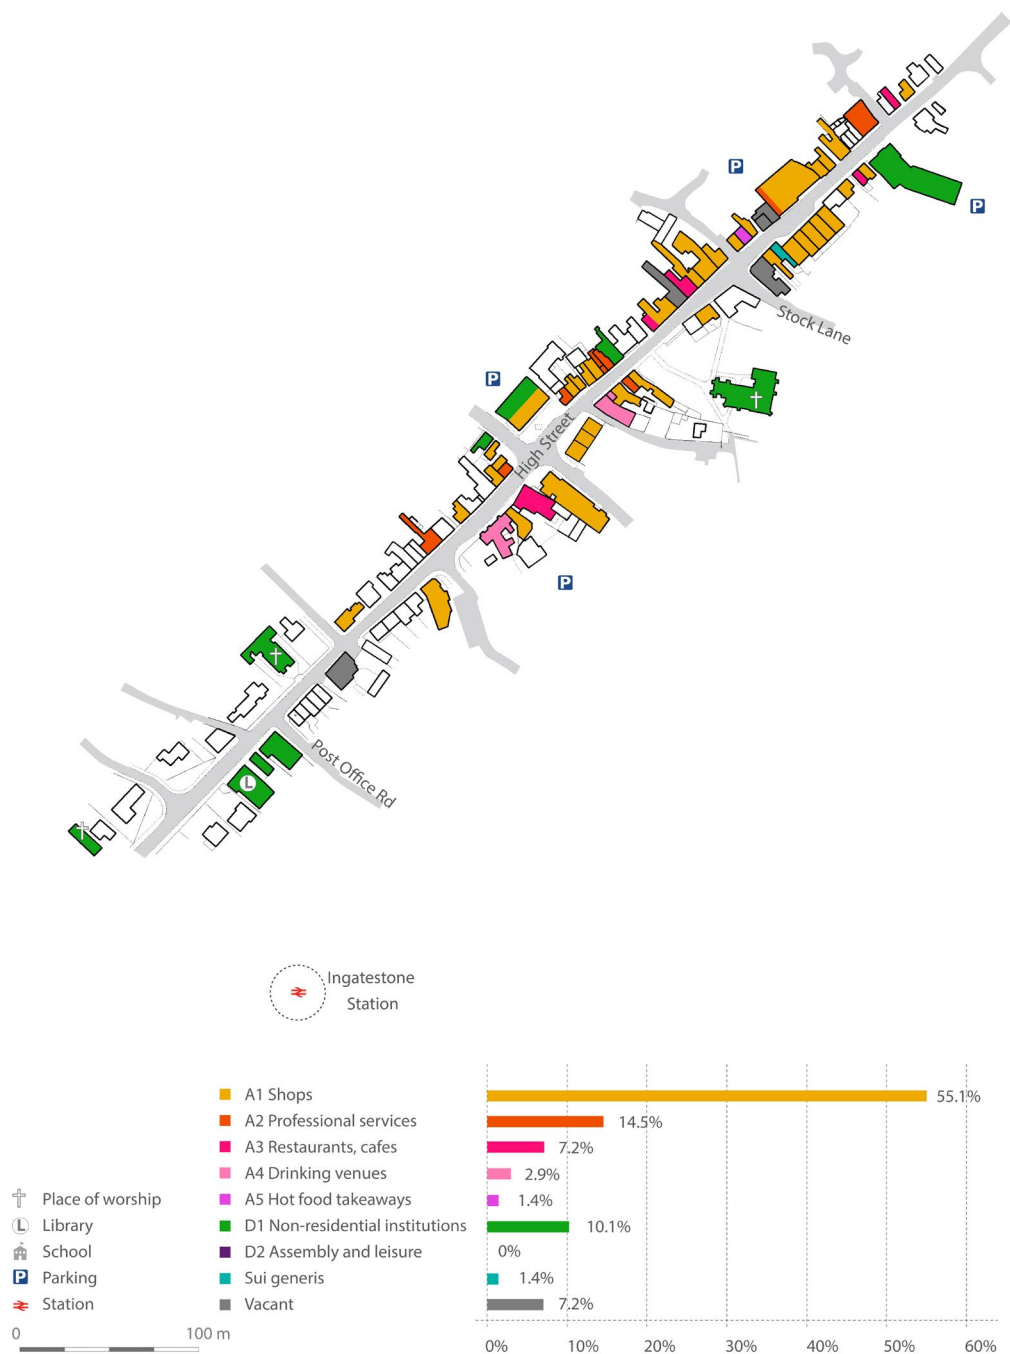 P
P
Stock Lane
P
High Street
P
L
Post Office Rd
Ingatestone
Station
A1 Shops
55.1%
A2 Professional services
14.5%
A3 Restaurants, cafes
7.2%
A4 Drinking venues
2.9%
Place of worship
A5 Hot food takeaways
1.4%
L Library
D1 Non-residential institutions
10.1%
School
D2 Assembly and leisure
0%
P Parking
Sui generis
1.4%
Station
Vacant
7.2%
0 100 m
0% 10% 20% 30% 40% 50% 60%